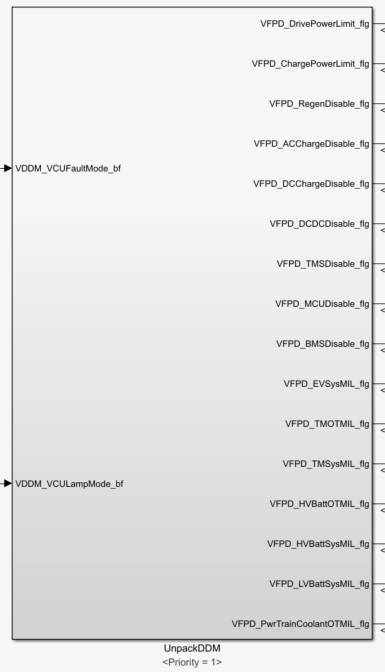 VFPD_DrivePowerLimit_flg
VFPD_ChargePowerLimit_flg
VFPD_RegenDisable_flg
VFPD_ACChargeDisable_flg
VDDM_VCUFaultMode_bf
VFPD_DCChargeDisable_flg
VFPD_DCDCDisable_flg
VFPD_TMSDisable_flg
VFPD_MCUDisable_flg
VFPD_BMSDisable_flg
VFPD_EVSysMIL_flg
VFPD_TMOTMIL_flg
VFPD_TMSysMIL_flg
VDDM_VCULampMode_bf
VFPD_HVBattOTMIL_flg
VFPD_HVBattSysMIL_flg
VFPD_LVBattSysMIL_flg
VFPD_PwrTrainCoolantOTMIL_flg
UnpackDDM
<Priority = 1>